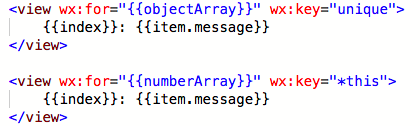 <view wx:for="{{objectArray}}" wx:key="unique">
    {{index}}: {{item.message}}
</view>

<view wx:for="{{numberArray}}" wx:key="*this">
    {{index}}: {{item.message}}
</view>